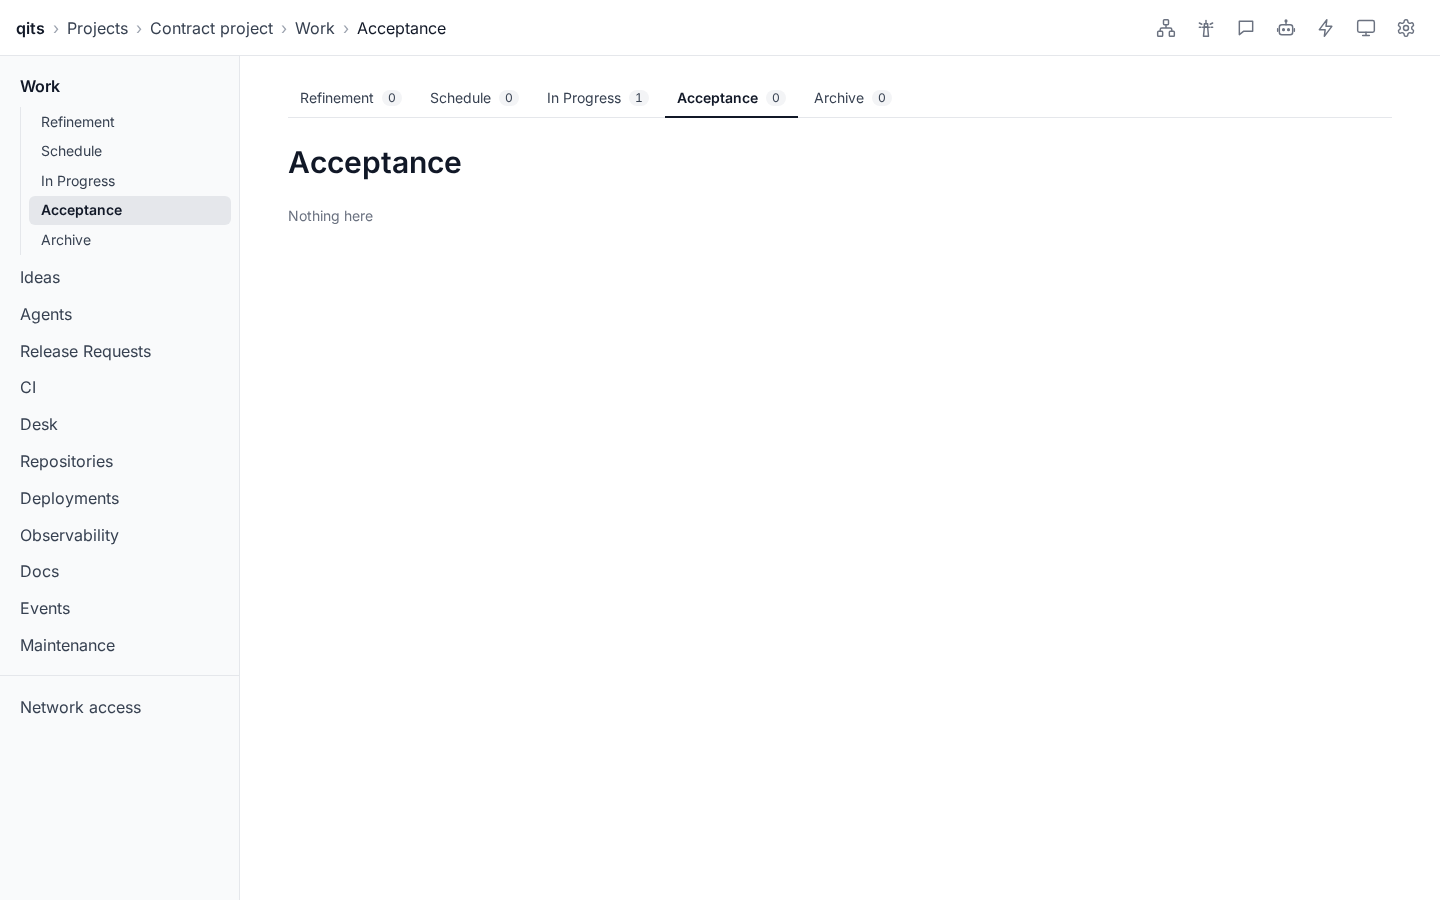 qits › Projects › Contract project › Work › Acceptance
Work
Refinement
Schedule
In Progress
Acceptance
Archive
Ideas
Agents
Release Requests
CI
Desk
Repositories
Deployments
Observability
Docs
Events
Maintenance
Network access
Refinement 0 Schedule 0 In Progress 1 Acceptance 0 Archive 0
Acceptance
Nothing here